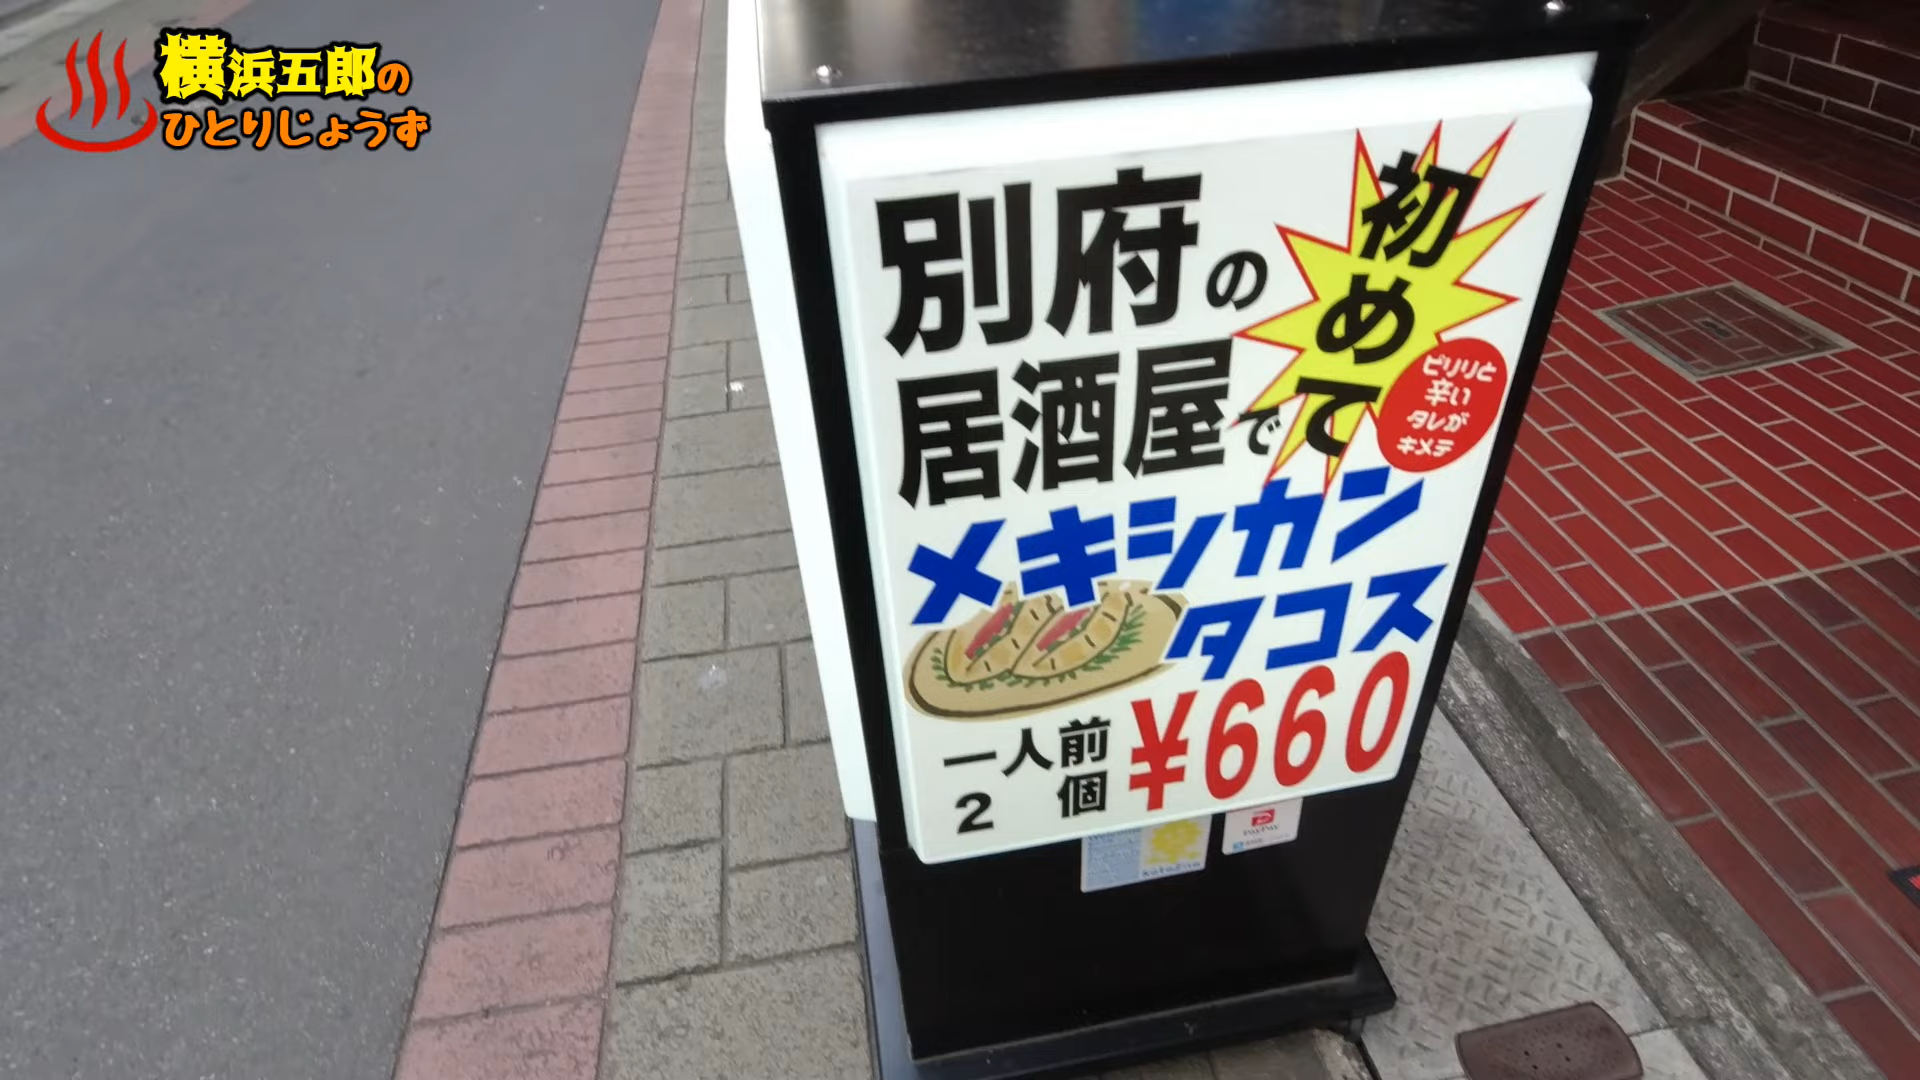 横浜五郎の
ひとりじょうず
別府の
居酒屋で
初めて
ピリリと
辛い
タレが
キメテ
メキシカン
タコス
一人前
2個
¥660
PayPay